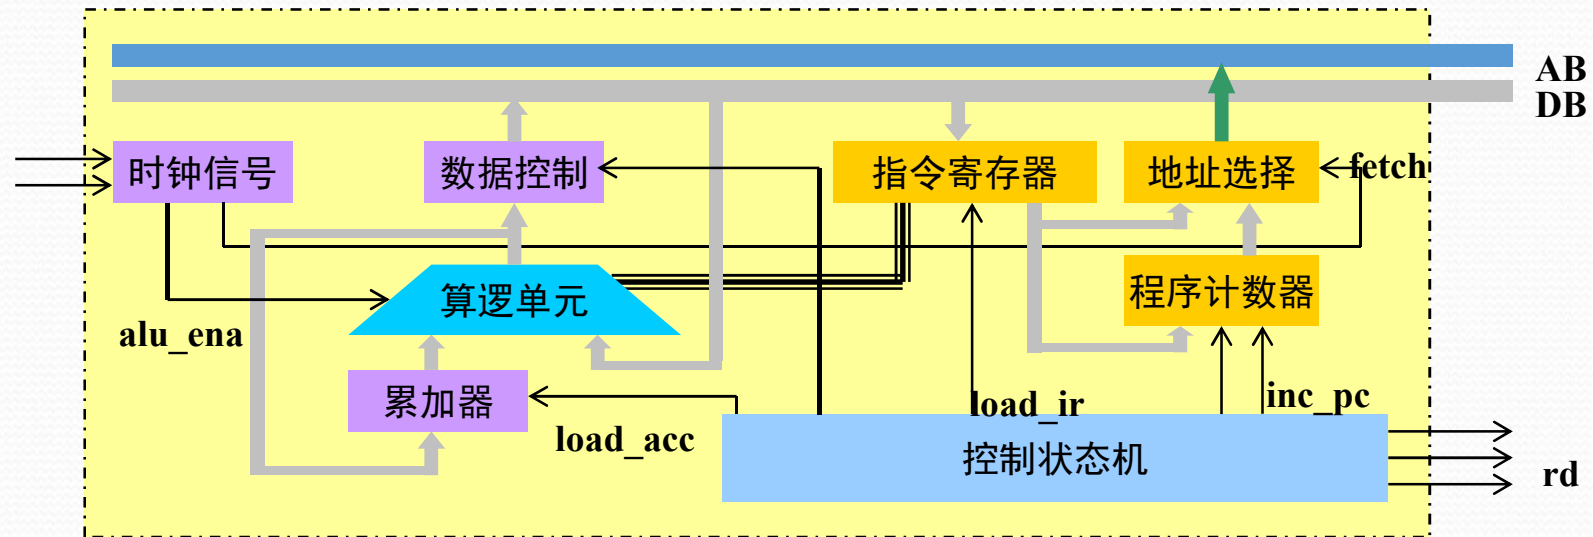 AB
DB
时钟信号
数据控制
指令寄存器
地址选择
fetch
算逻单元
程序计数器
alu_ena
累加器
load_acc
load_ir
inc_pc
控制状态机
rd